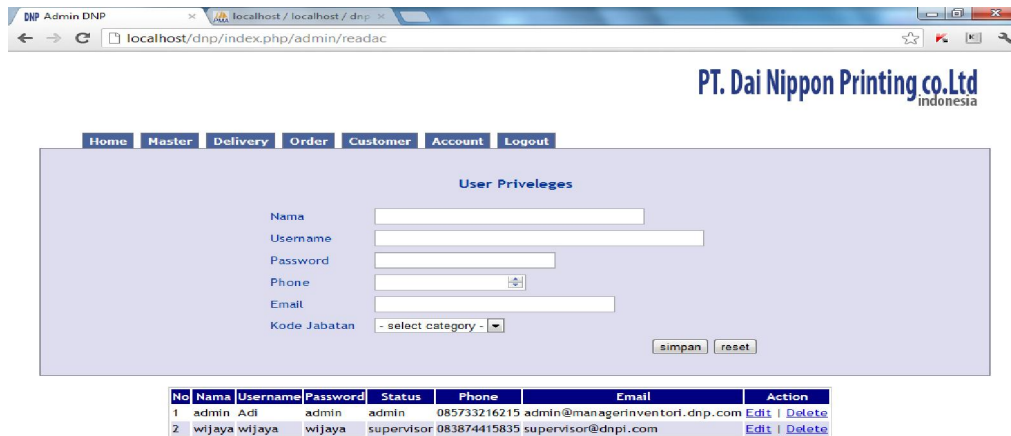 DNP Admin DNP
localhost / localhost / dnp
localhost/dnp/index.php/admin/readac
PT. Dai Nippon Printing co.Ltd
indonesia
Home Master Delivery Order Customer Account Logout
User Priveleges
Nama
Username
Password
Phone
Email
Kode Jabatan - select category -
simpan reset
No Nama Username Password Status Phone Email Action
1 admin Adi admin admin 085733216215 admin@managerinventori.dnp.com Edit | Delete
2 wijaya wijaya wijaya supervisor 083874415835 supervisor@dnpi.com Edit | Delete